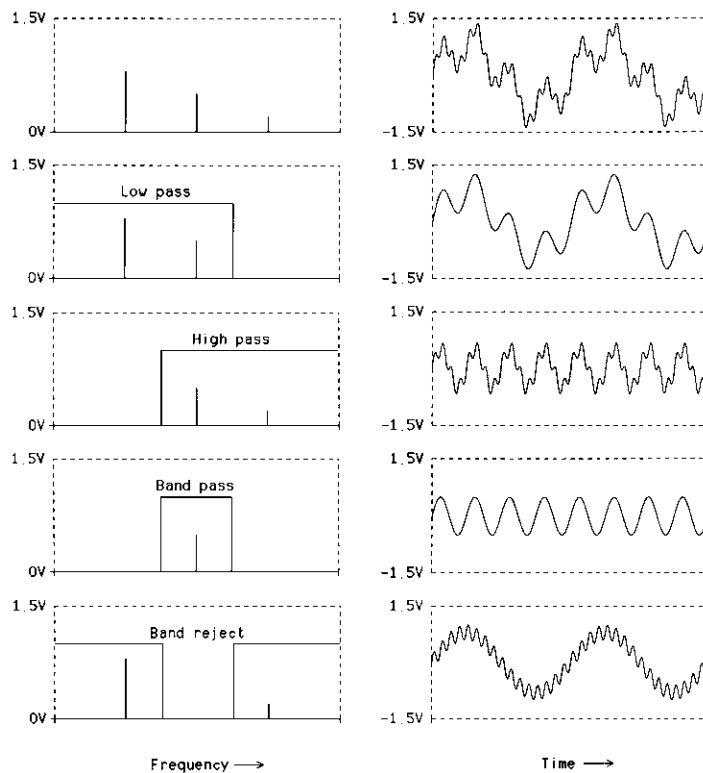 1.5V
0V
1.5V
-1.5V
1.5V
Low pass
0V
1.5V
-1.5V
1.5V
High pass
0V
1.5V
-1.5V
1.5V
Band pass
0V
1.5V
-1.5V
1.5V
Band reject
0V
1.5V
-1.5V
Frequency →
Time →